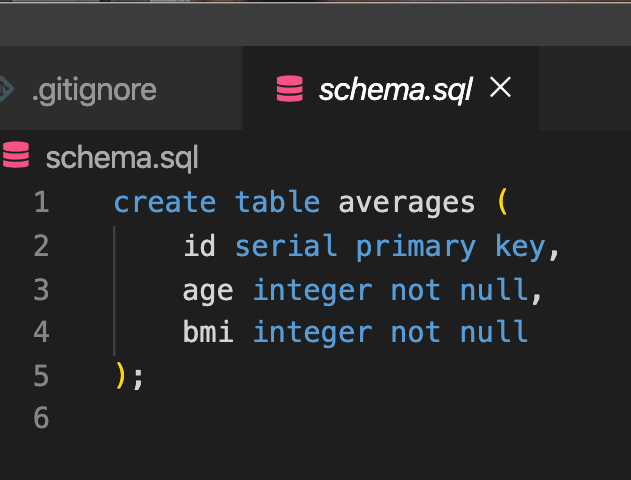 .gitignore
schema.sql
schema.sql
1 create table averages (
2     id serial primary key,
3     age integer not null,
4     bmi integer not null
5 );
6